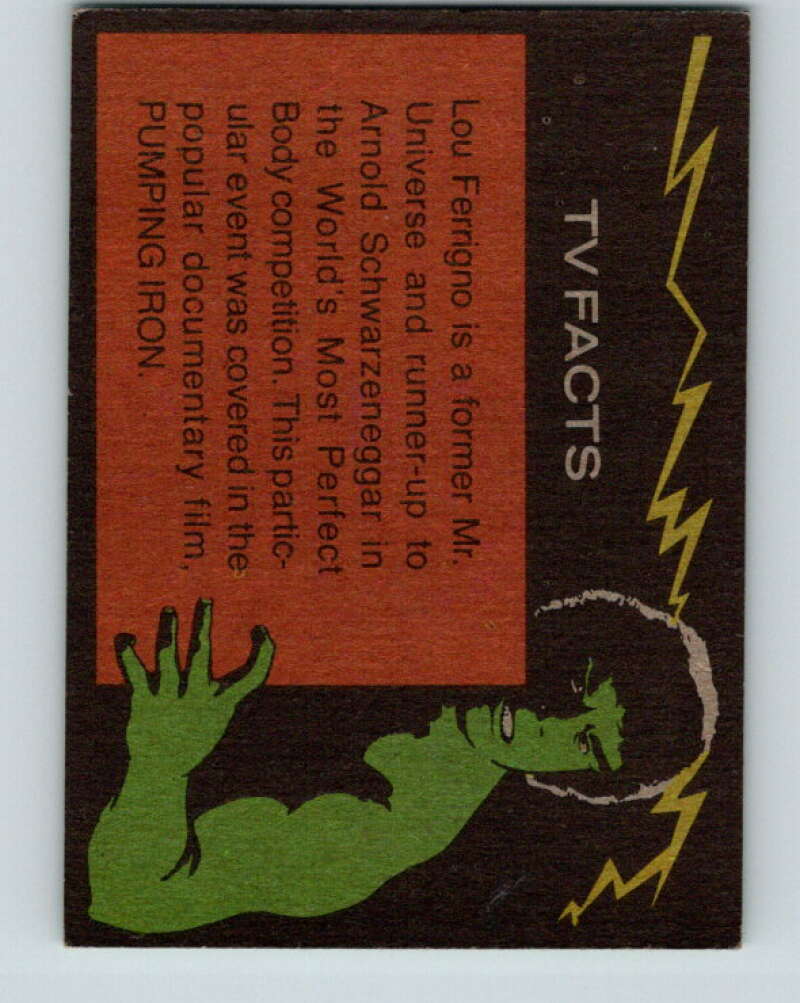 TV FACTS
Lou Ferrigno is a former Mr.
Universe and runner-up to
Arnold Schwarzeneggar in
the World's Most Perfect
Body competition. This partic-
ular event was covered in the
popular documentary film,
PUMPING IRON.